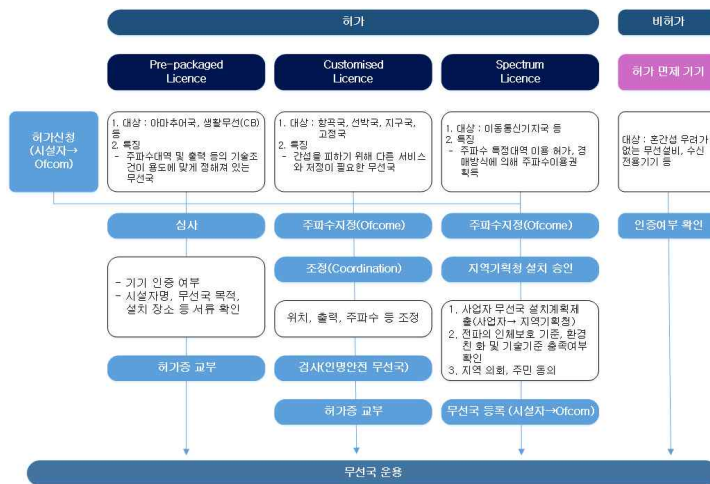 허가
비허가
Pre-packaged
Licence
Customised
Licence
Spectrum
Licence
허가 면제 기기
허가신청
(시설자→
Ofcom)
1. 대상 : 아마추어국, 생활무선(CB)
등
2. 특징
- 주파수대역 및 출력 등의 기술조
건이 용도에 맞게 정해져 있는
무선국
1. 대상 : 항공국, 선박국, 지구국,
고정국
2. 특징
- 간섭을 피하기 위해 다른 서비스
와 저정이 필요한 무선국
1. 대상 : 이동통신기지국 등
2. 특징
- 주파수 특정대역 이용 허가, 경
매방식에 의해 주파수이용권
획득
대상 : 혼간섭 우려가
없는 무선설비, 수신
전용기기 등
심사
주파수지정(Ofcome)
주파수지정(Ofcome)
인증여부 확인
조정(Coordination)
지역기획청 설치 승인
- 기기 인증 여부
- 시설자명, 무선국 목적,
설치 장소 등 서류 확인
위치, 출력, 주파수 등 조정
1. 사업자 무선국 설치계획제
출(사업자→ 지역기획청)
2. 전파의 인체보호 기준, 환경
친 화 및 기술기준 충족여부
확인
3. 지역 의회, 주민 동의
허가증 교부
검사(인명안전 무선국)
허가증 교부
무선국 등록 (시설자→Ofcom)
무선국 운용